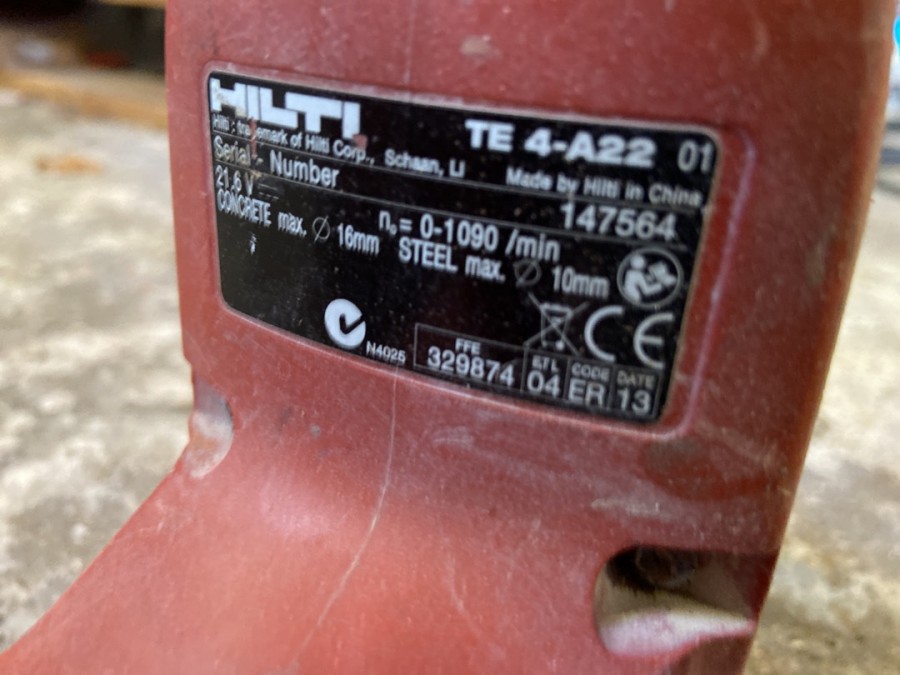 HILTI TE 4-A22 01
Hilti = trademark of Hilti Corp., Schaan, LI Made by Hilti in China
Serial - Number 147564
21,6 V n₀= 0-1090 /min
CONCRETE max. Ø 16mm STEEL max. Ø 10mm
CE
N4025
FFE ETL CODE DATE
329874 04 ER 13